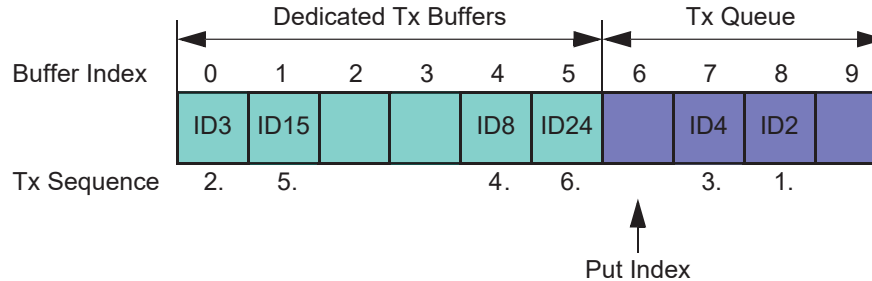 Dedicated Tx Buffers Tx Queue
Buffer Index 0 1 2 3 4 5 6 7 8 9
ID3 ID15 ID8 ID24 ID4 ID2
Tx Sequence 2. 5. 4. 6. 3. 1.
Put Index